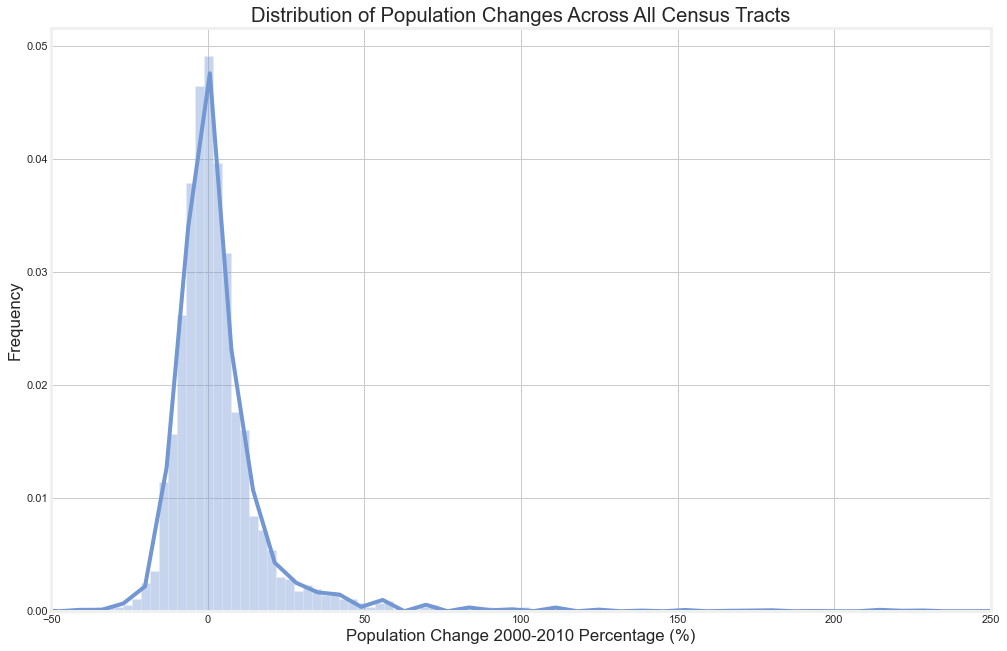 Distribution of Population Changes Across All Census Tracts
0.05
0.04
0.03
0.02
0.01
0.00
Frequency
−50 0 50 100 150 200 250
Population Change 2000-2010 Percentage (%)